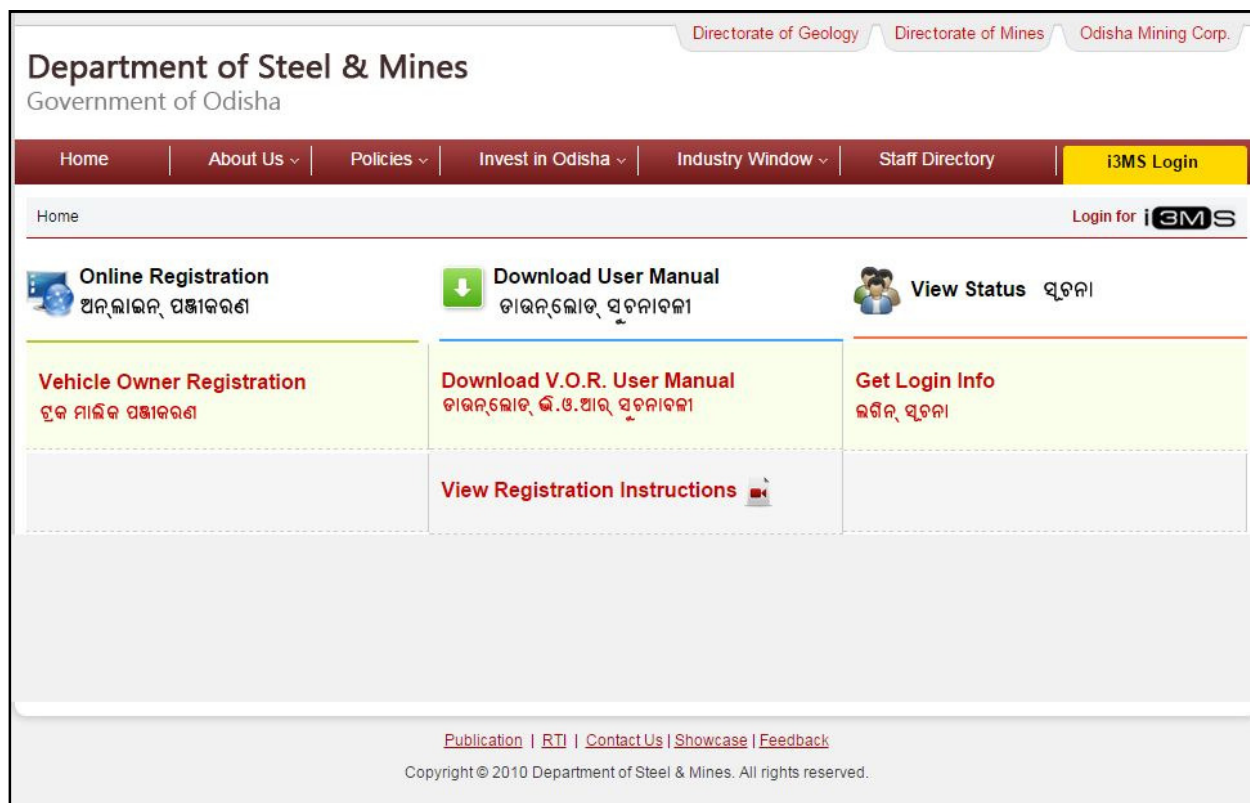 Directorate of Geology Directorate of Mines Odisha Mining Corp.
Department of Steel & Mines
Government of Odisha
Home About Us Policies Invest in Odisha Industry Window Staff Directory i3MS Login
Home Login for i3MS
Online Registration
ଅନ୍‌ଲାଇନ୍ ପଞ୍ଜୀକରଣ
Download User Manual
ଡାଉନ୍‌ଲୋଡ୍ ସୂଚନାବଳୀ
View Status ସୂଚନା
Vehicle Owner Registration
ଟ୍ରକ ମାଲିକ ପଞ୍ଜୀକରଣ
Download V.O.R. User Manual
ଡାଉନ୍‌ଲୋଡ୍ ଭି.ଓ.ଆର୍ ସୂଚନାବଳୀ
Get Login Info
ଲଗିନ୍ ସୂଚନା
View Registration Instructions
Publication | RTI | Contact Us | Showcase | Feedback
Copyright © 2010 Department of Steel & Mines. All rights reserved.